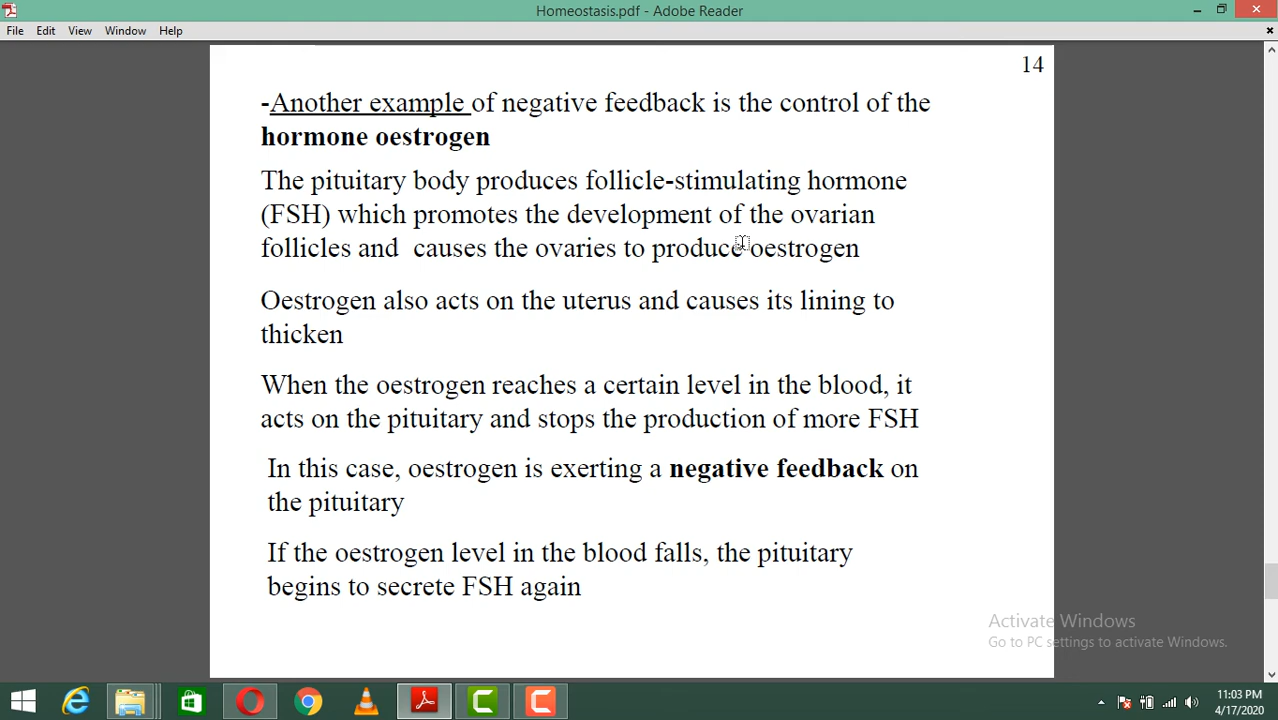 Homeostasis.pdf - Adobe Reader
File Edit View Window Help
14
-Another example of negative feedback is the control of the
hormone oestrogen
The pituitary body produces follicle-stimulating hormone
(FSH) which promotes the development of the ovarian
follicles and causes the ovaries to produce oestrogen
Oestrogen also acts on the uterus and causes its lining to
thicken
When the oestrogen reaches a certain level in the blood, it
acts on the pituitary and stops the production of more FSH
In this case, oestrogen is exerting a negative feedback on
the pituitary
If the oestrogen level in the blood falls, the pituitary
begins to secrete FSH again
Activate Windows
Go to PC settings to activate Windows.
11:03 PM
4/17/2020